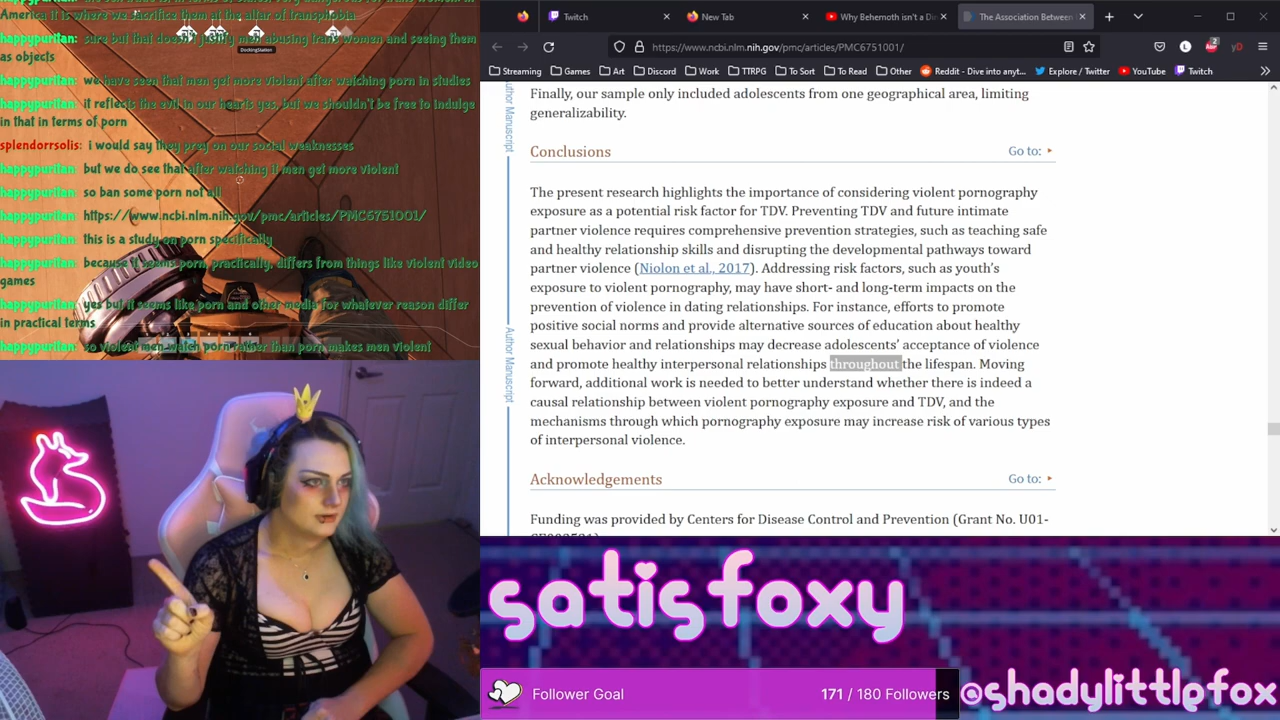 happypuritan:
America it is where we sacrifice them at the altar of transphobia
happypuritan: sure but that doesn't justify men abusing trans women and seeing them
as objects
happypuritan: we have seen that men get more violent after watching porn in studies
happypuritan: it reflects the evil in our hearts yes, but we shouldn't be free to indulge
in that in terms of porn
splendorrsolis: i would say they prey on our social weaknesses
happypuritan: but we do see that after watching it men get more violent
happypuritan: so ban some porn not all
happypuritan: https://www.ncbi.nlm.nih.gov/pmc/articles/PMC6751001/
happypuritan: this is a study on porn specifically
happypuritan: because it seems porn, practically, differs from things like violent video
games
happypuritan: yes but it seems like porn and other media for whatever reason differ
in practical terms
happypuritan: so violent men watch porn rather than porn makes men violent
DockingStation
Twitch
New Tab
Why Behemoth isn't a Din
The Association Between
https://www.ncbi.nlm.nih.gov/pmc/articles/PMC6751001/
Streaming
Games
Art
Discord
Work
TTRPG
To Sort
To Read
Other
Reddit - Dive into anyt...
Explore / Twitter
YouTube
Twitch
Author Manuscript
Author Manuscript
Finally, our sample only included adolescents from one geographical area, limiting
generalizability.
Conclusions
Go to:
The present research highlights the importance of considering violent pornography
exposure as a potential risk factor for TDV. Preventing TDV and future intimate
partner violence requires comprehensive prevention strategies, such as teaching safe
and healthy relationship skills and disrupting the developmental pathways toward
partner violence (Niolon et al., 2017). Addressing risk factors, such as youth's
exposure to violent pornography, may have short- and long-term impacts on the
prevention of violence in dating relationships. For instance, efforts to promote
positive social norms and provide alternate sources of education about healthy
sexual behavior and relationships may decrease adolescents' acceptance of violence
and promote healthy interpersonal relationships throughout the lifespan. Moving
forward, additional work is needed to better understand whether there is indeed a
causal relationship between violent pornography exposure and TDV, and the
mechanisms through which pornography exposure may increase risk of various types
of interpersonal violence.
Acknowledgements
Go to:
Funding was provided by Centers for Disease Control and Prevention (Grant No. U01-
satisfoxy
Follower Goal
171 / 180 Followers
@shadylittlefox